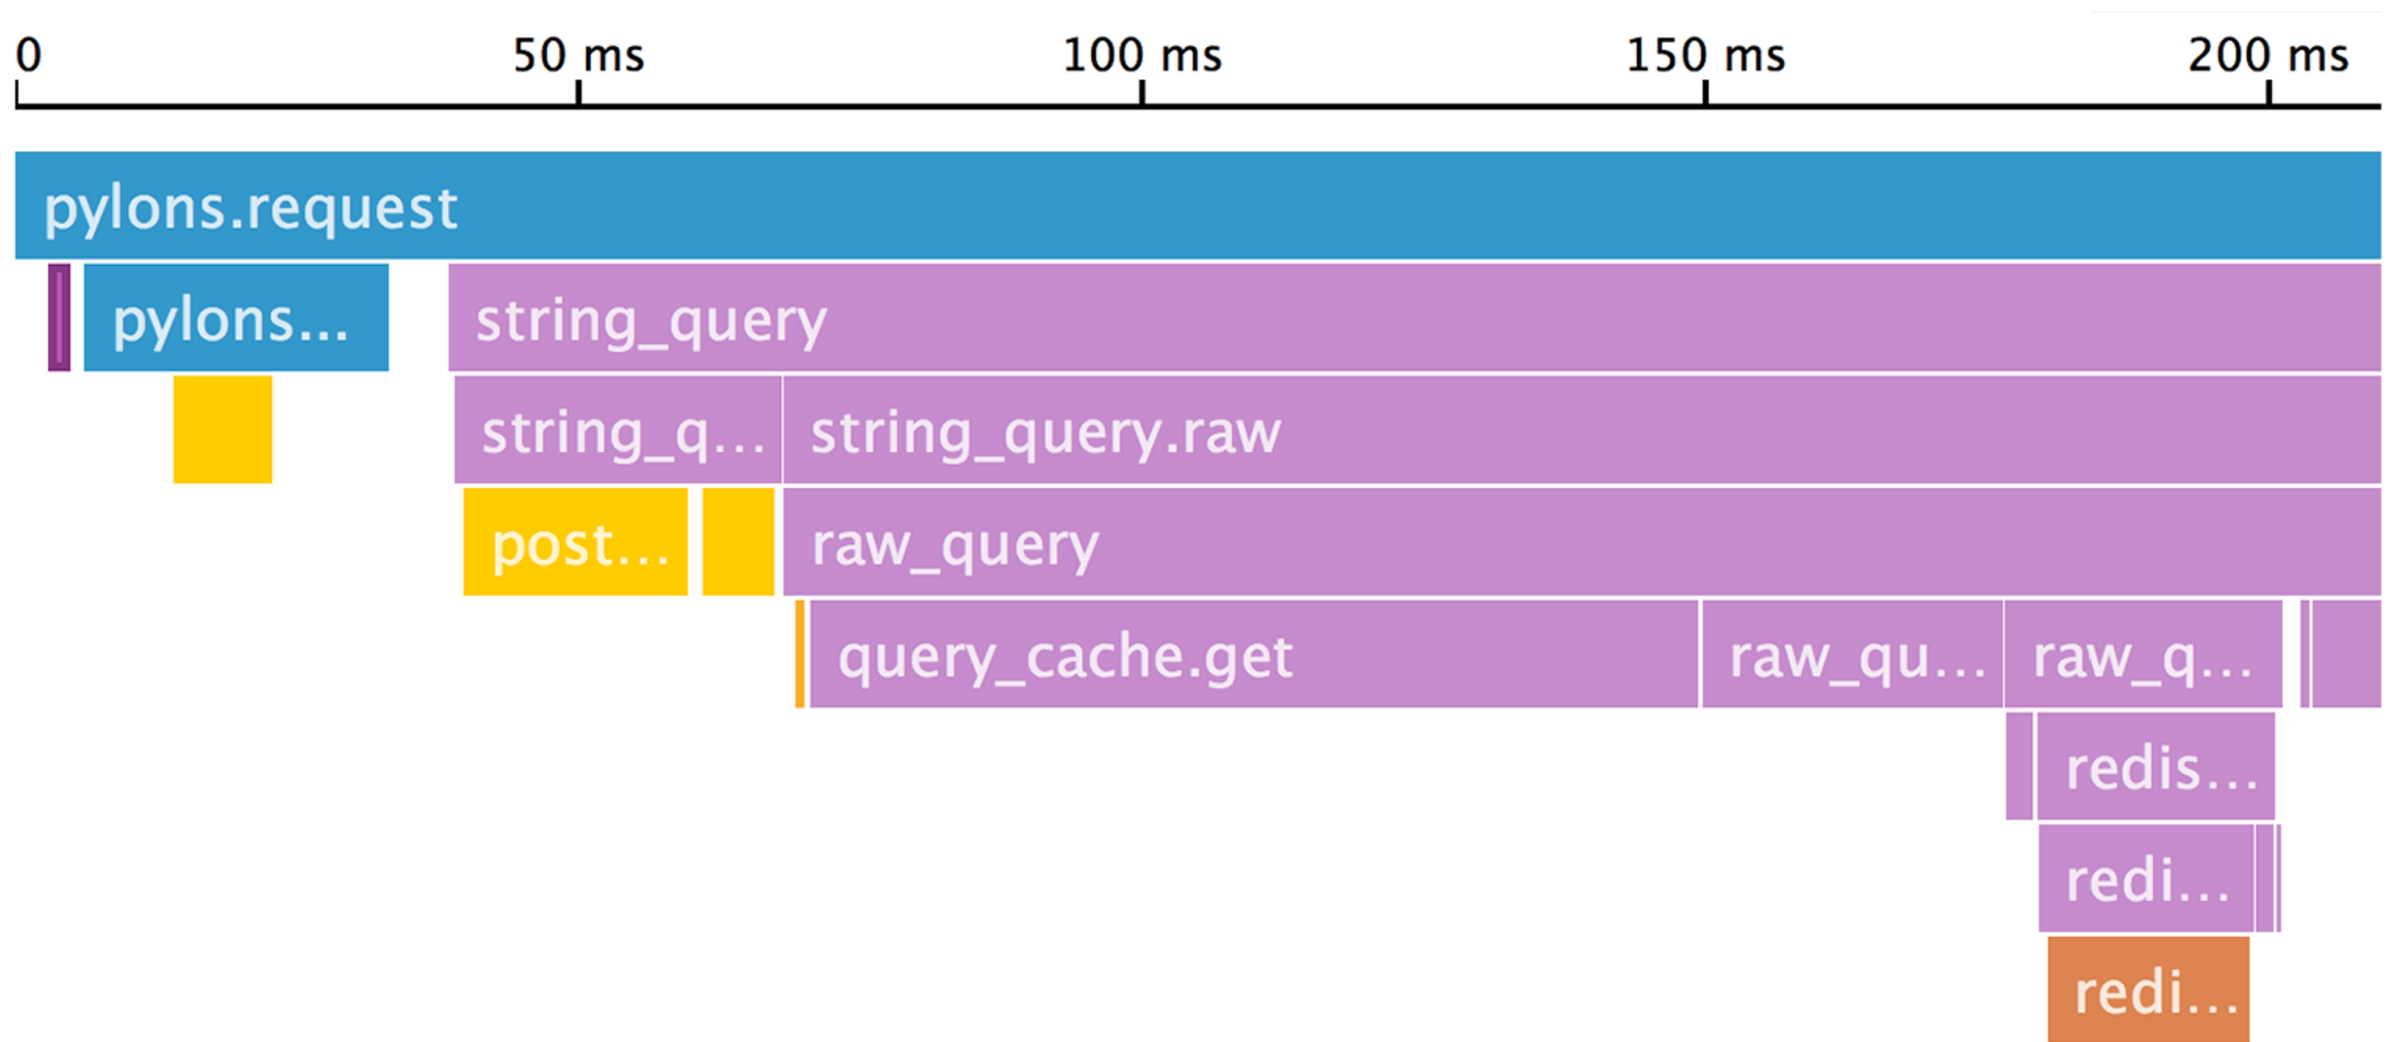 0 50 ms 100 ms 150 ms 200 ms
pylons.request
pylons... string_query
string_q... string_query.raw
post... raw_query
query_cache.get raw_qu... raw_q...
redis...
redi...
redi...